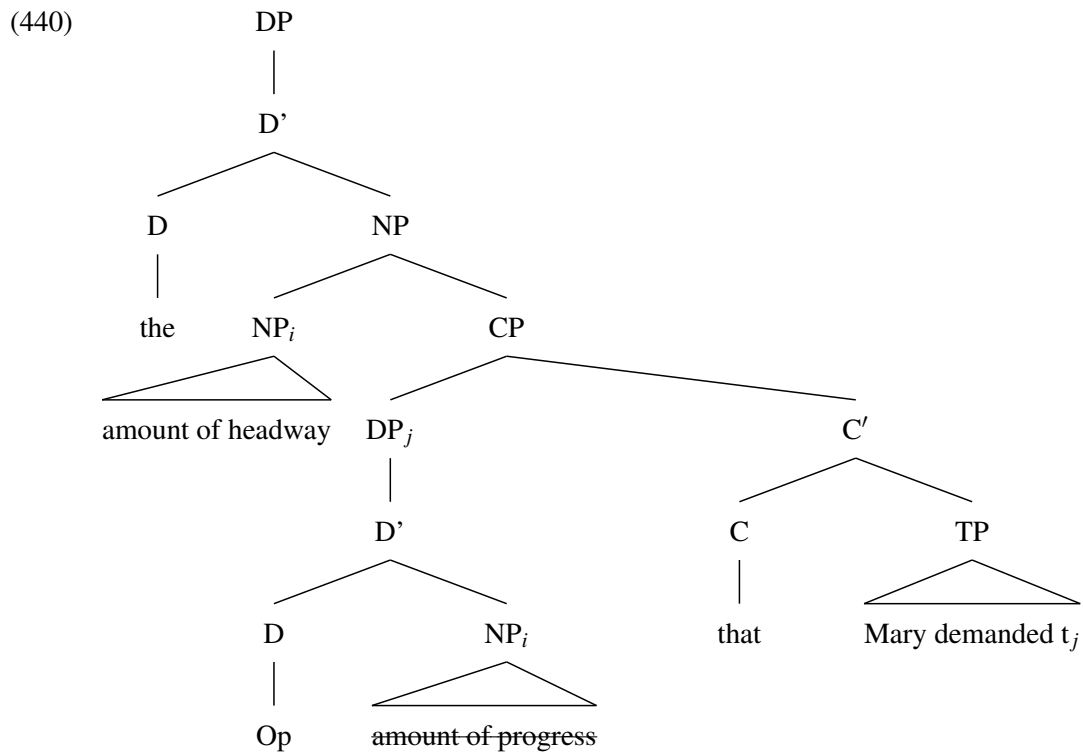 (440) DP
D’
D NP
the NP_i CP
amount of headway DP_j C′
D’ C TP
D NP_i that Mary demanded t_j
Op amount of progress